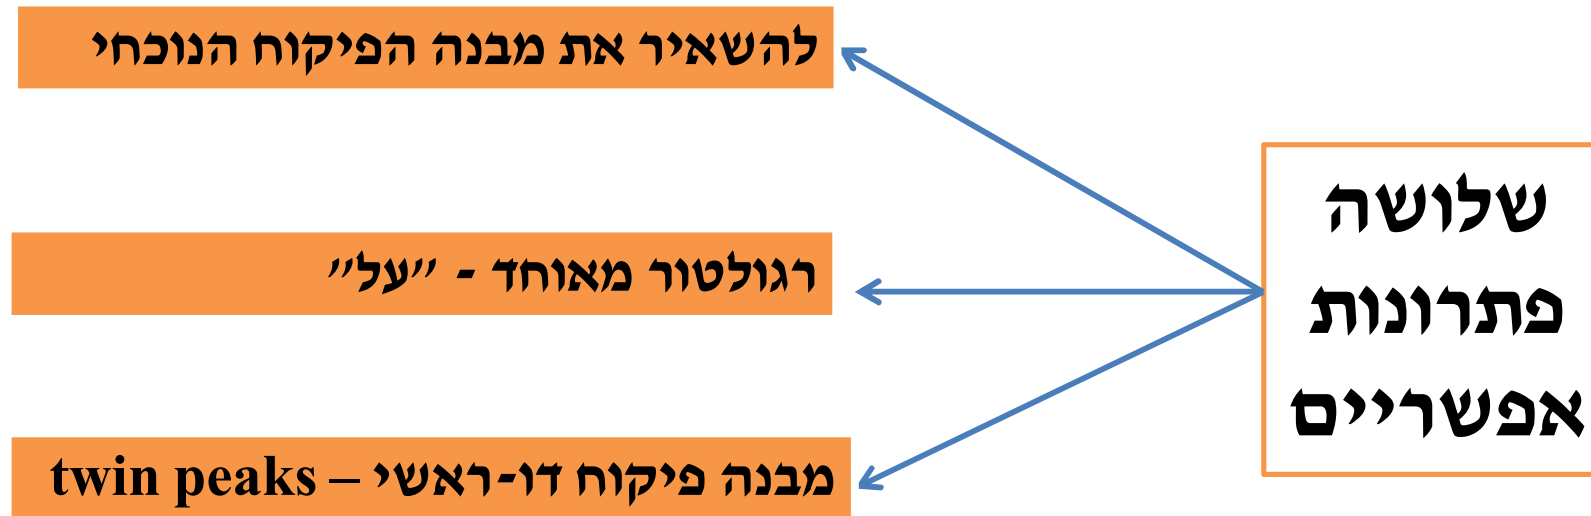 שלושה
פתרונות
אפשריים
להשאיר את מבנה הפיקוח הנוכחי
רגולטור מאוחד - "על"
מבנה פיקוח דו-ראשי – twin peaks